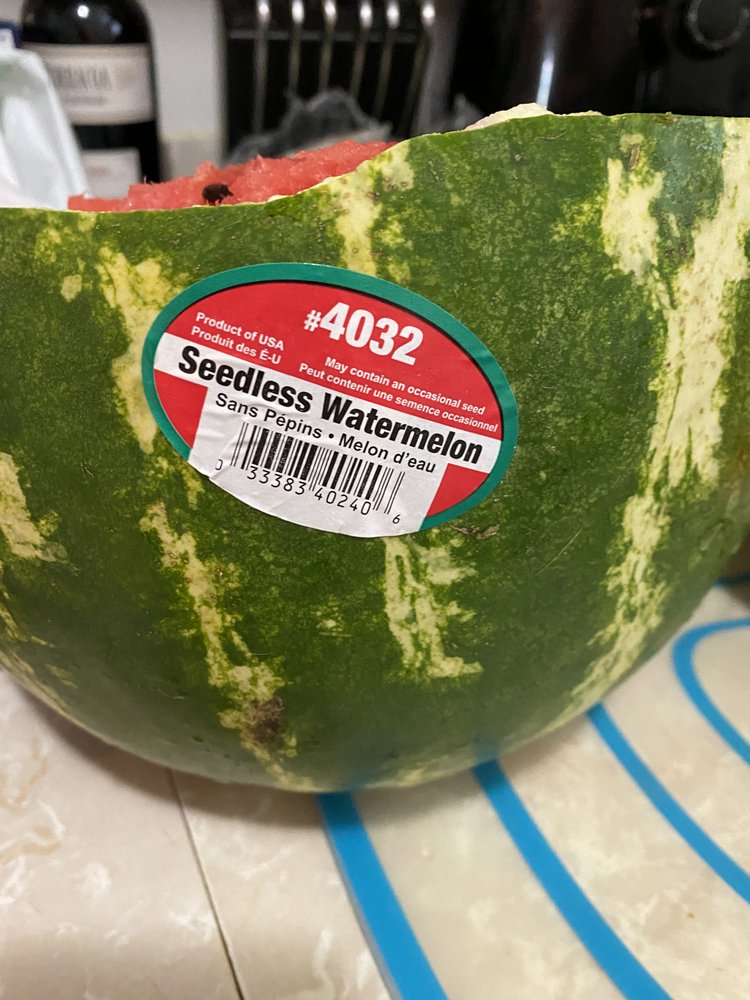 #4032
Product of USA
Produit des É-U
May contain an occasional seed
Peut contenir une semence occasionnel
Seedless Watermelon
Sans Pépins • Melon d'eau
0 33383 40240 6